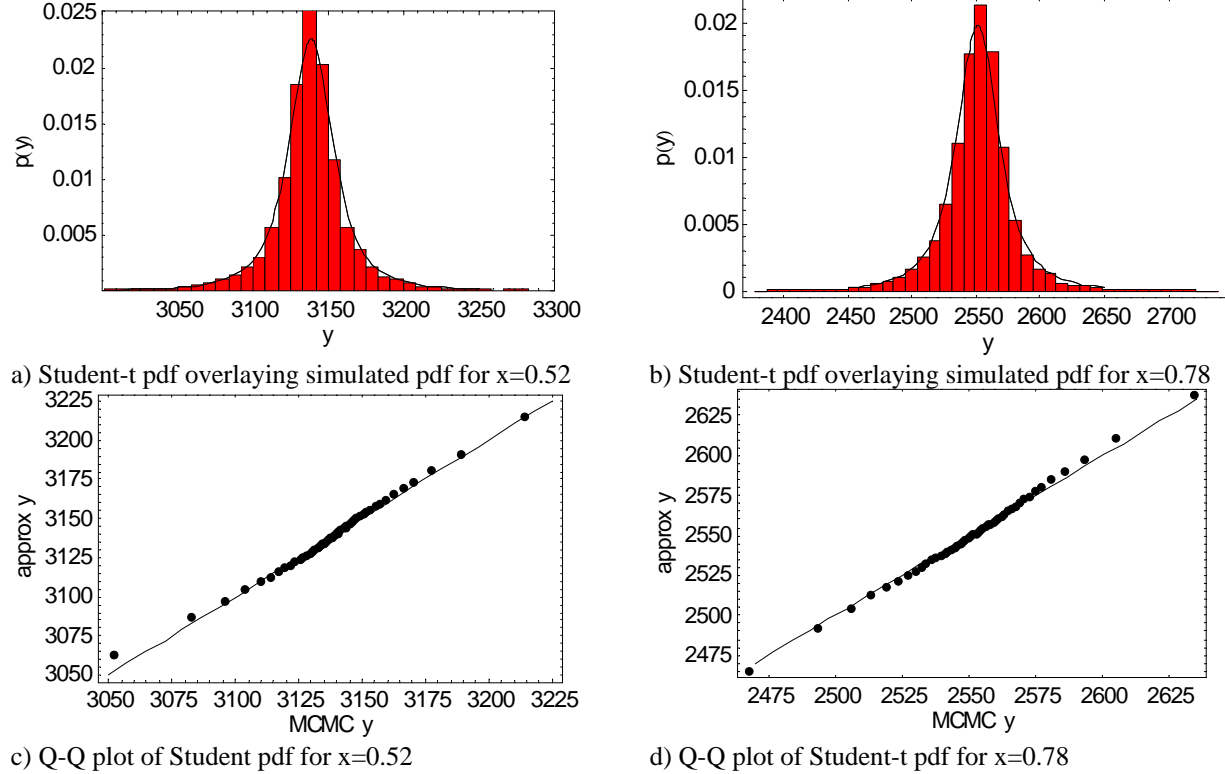 0.025
0.02
0.015
0.01
0.005
p(y)
3050 3100 3150 3200 3250 3300
y
a) Student-t pdf overlaying simulated pdf for x=0.52
0.02
0.015
0.01
0.005
0
p(y)
2400 2450 2500 2550 2600 2650 2700
y
b) Student-t pdf overlaying simulated pdf for x=0.78
3225
3200
3175
3150
3125
3100
3075
3050
approx y
3050 3075 3100 3125 3150 3175 3200 3225
MCMC y
c) Q-Q plot of Student pdf for x=0.52
2625
2600
2575
2550
2525
2500
2475
approx y
2475 2500 2525 2550 2575 2600 2625
MCMC y
d) Q-Q plot of Student-t pdf for x=0.78